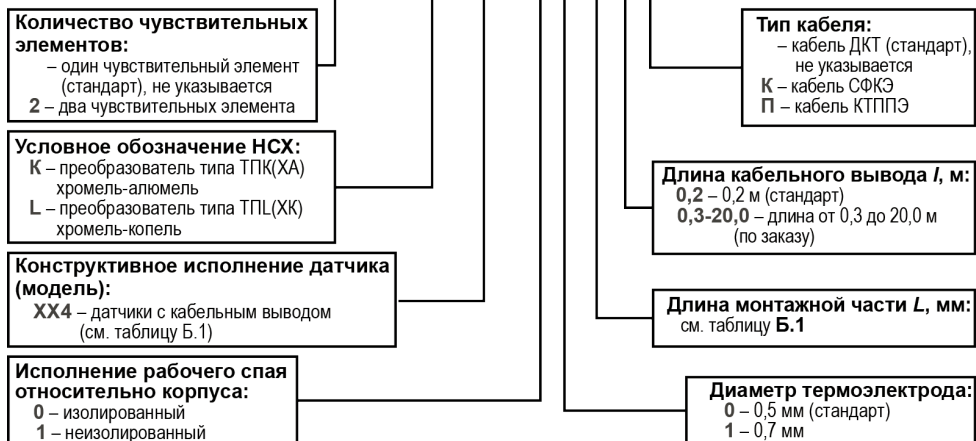 Количество чувствительных
элементов:
– один чувствительный элемент
(стандарт), не указывается
2 – два чувствительных элемента
Условное обозначение НСХ:
К – преобразователь типа ТПК(ХА)
хромель-алюмель
L – преобразователь типа ТПL(ХК)
хромель-копель
Конструктивное исполнение датчика
(модель):
ХХ4 – датчики с кабельным выводом
(см. таблицу Б.1)
Исполнение рабочего спая
относительно корпуса:
0 – изолированный
1 – неизолированный
Тип кабеля:
– кабель ДКТ (стандарт),
не указывается
К – кабель СФКЭ
П – кабель КТППЭ
Длина кабельного вывода l, м:
0,2 – 0,2 м (стандарт)
0,3-20,0 – длина от 0,3 до 20,0 м
(по заказу)
Длина монтажной части L, мм:
см. таблицу Б.1
Диаметр термоэлектрода:
0 – 0,5 мм (стандарт)
1 – 0,7 мм